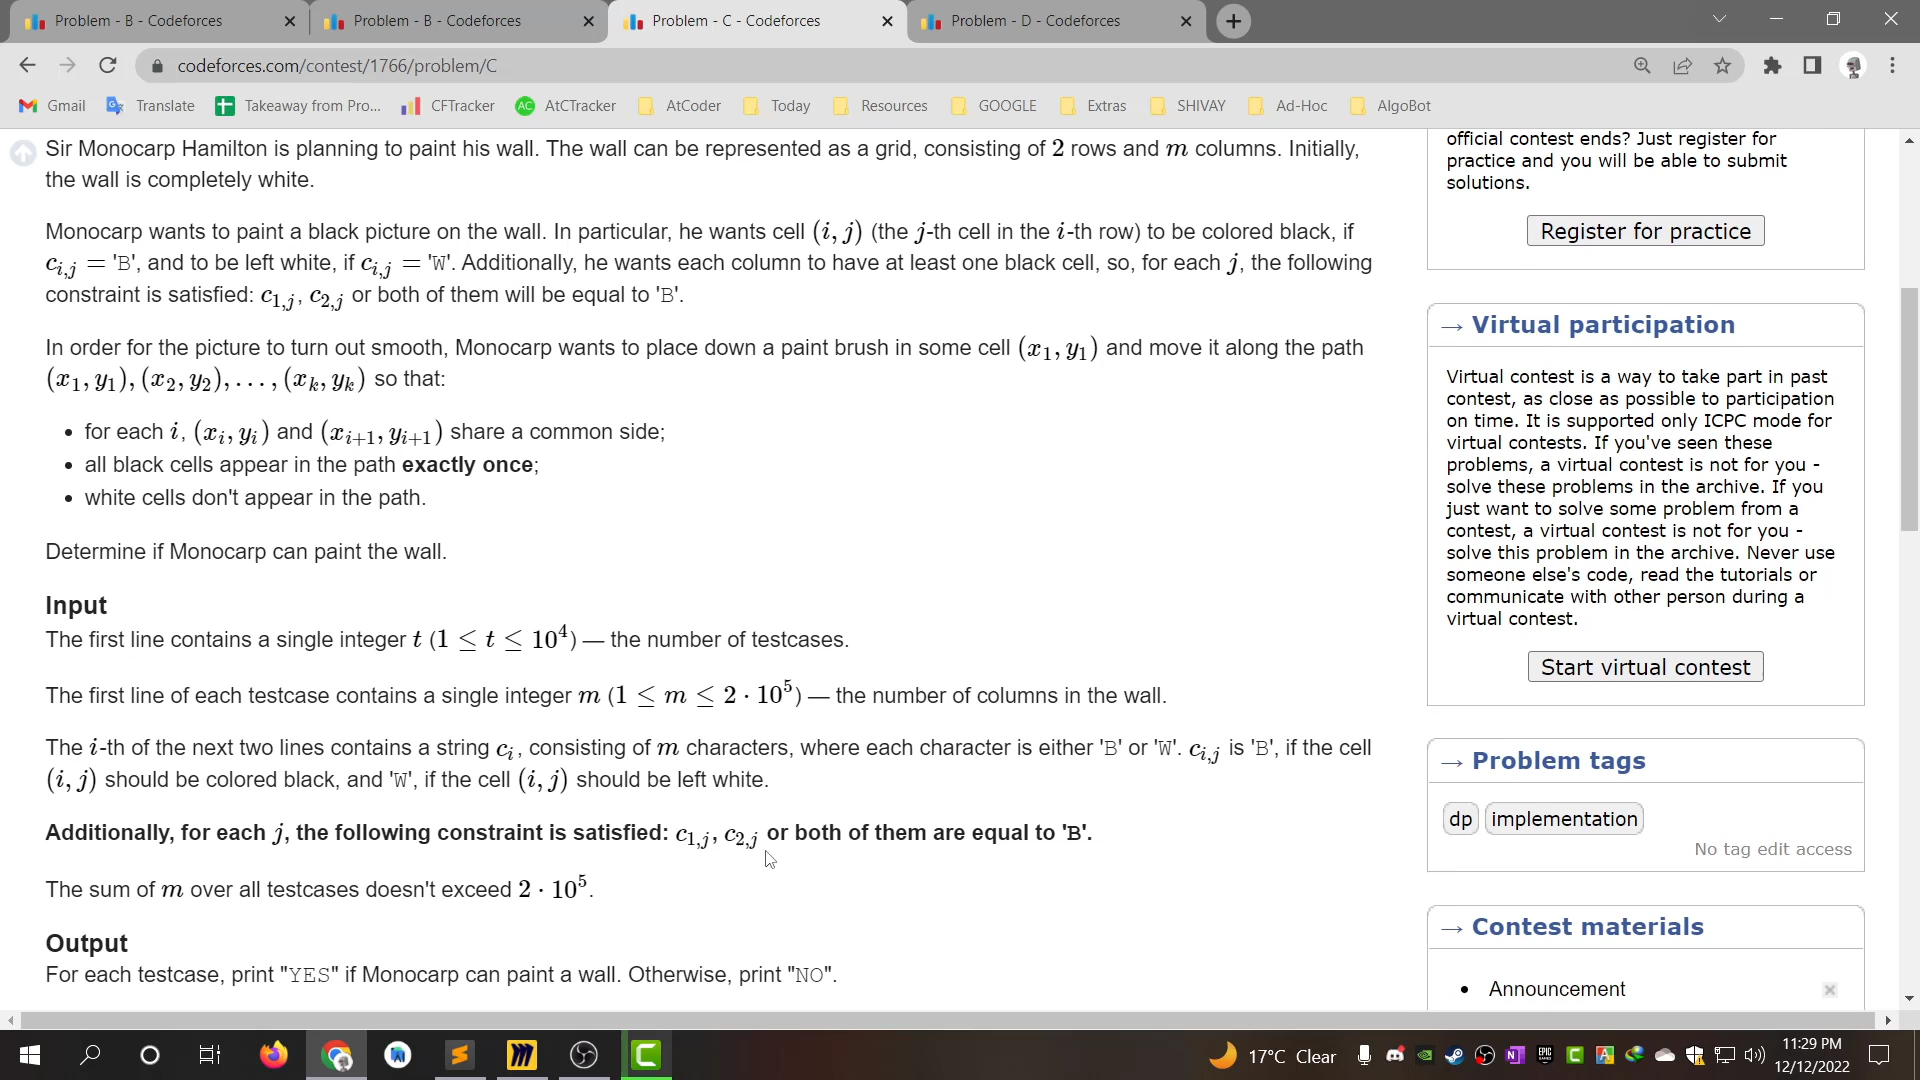 Problem - B - Codeforces
Problem - B - Codeforces
Problem - C - Codeforces
Problem - D - Codeforces
codeforces.com/contest/1766/problem/C
Gmail
Translate
Takeaway from Pro...
CFTracker
AtCTracker
AtCoder
Today
Resources
GOOGLE
Extras
SHIVAY
Ad-Hoc
AlgoBot
Sir Monocarp Hamilton is planning to paint his wall. The wall can be represented as a grid, consisting of 2 rows and m columns. Initially,
the wall is completely white.
Monocarp wants to paint a black picture on the wall. In particular, he wants cell (i, j) (the j-th cell in the i-th row) to be colored black, if
c_{i,j} = 'B', and to be left white, if c_{i,j} = 'W'. Additionally, he wants each column to have at least one black cell, so, for each j, the following
constraint is satisfied: c_{1,j}, c_{2,j} or both of them will be equal to 'B'.
In order for the picture to turn out smooth, Monocarp wants to place down a paint brush in some cell (x_1, y_1) and move it along the path
(x_1, y_1), (x_2, y_2), ..., (x_k, y_k) so that:
• for each i, (x_i, y_i) and (x_{i+1}, y_{i+1}) share a common side;
• all black cells appear in the path exactly once;
• white cells don't appear in the path.
Determine if Monocarp can paint the wall.
Input
The first line contains a single integer t (1 ≤ t ≤ 10^4) — the number of testcases.
The first line of each testcase contains a single integer m (1 ≤ m ≤ 2 · 10^5) — the number of columns in the wall.
The i-th of the next two lines contains a string c_i, consisting of m characters, where each character is either 'B' or 'W'. c_{i,j} is 'B', if the cell
(i, j) should be colored black, and 'W', if the cell (i, j) should be left white.
Additionally, for each j, the following constraint is satisfied: c_{1,j}, c_{2,j} or both of them are equal to 'B'.
The sum of m over all testcases doesn't exceed 2 · 10^5.
Output
For each testcase, print "YES" if Monocarp can paint a wall. Otherwise, print "NO".
official contest ends? Just register for
practice and you will be able to submit
solutions.
Register for practice
→ Virtual participation
Virtual contest is a way to take part in past
contest, as close as possible to participation
on time. It is supported only ICPC mode for
virtual contests. If you've seen these
problems, a virtual contest is not for you -
solve these problems in the archive. If you
just want to solve some problem from a
contest, a virtual contest is not for you -
solve this problem in the archive. Never use
someone else's code, read the tutorials or
communicate with other person during a
virtual contest.
Start virtual contest
→ Problem tags
dp
implementation
No tag edit access
→ Contest materials
• Announcement
17°C Clear
11:29 PM
12/12/2022